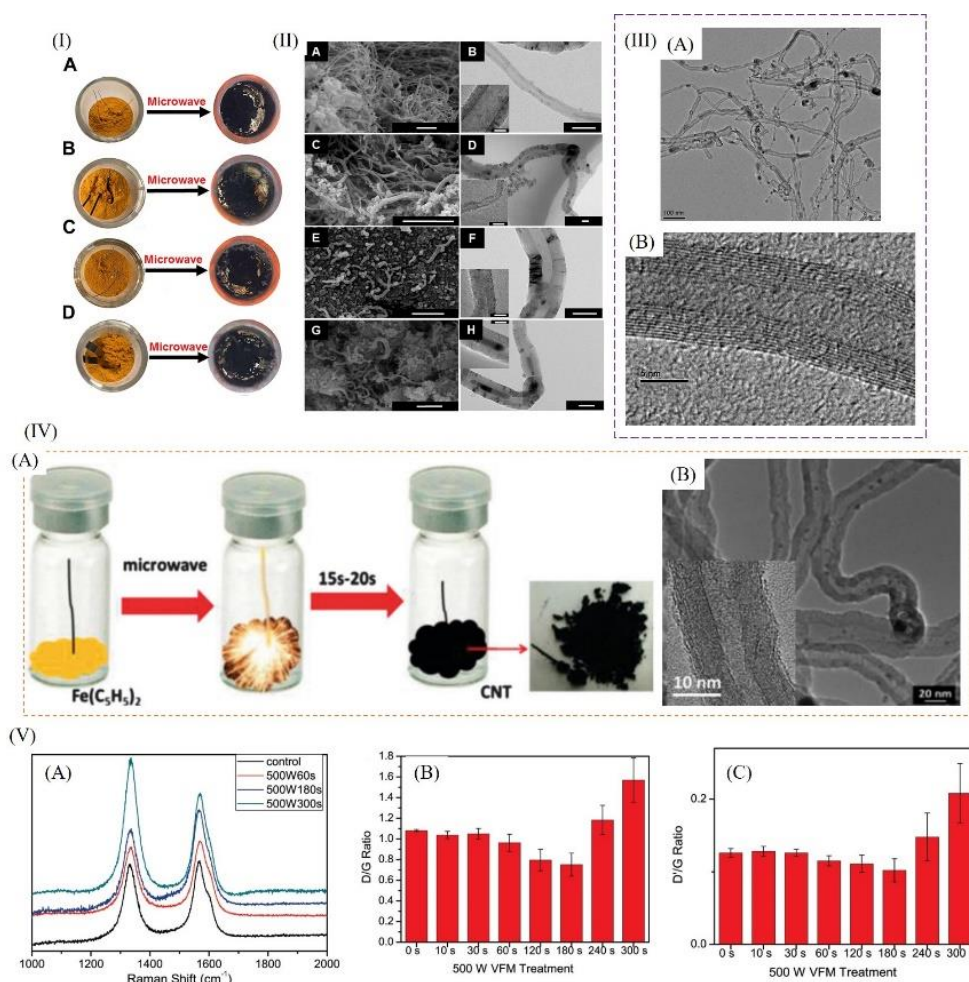 (I)
A
Microwave
B
Microwave
C
Microwave
D
Microwave
(II)
A
B
C
D
E
F
G
H
(III)
(A)
100 nm
(B)
5 nm
(IV)
(A)
microwave
15s-20s
Fe(C₅H₅)₂
CNT
(B)
10 nm
20 nm
(V)
(A)
control
500W60s
500W180s
500W300s
1000 1200 1400 1600 1800 2000
Raman Shift (cm⁻¹)
(B)
D/G Ratio
1.8
1.6
1.4
1.2
1.0
0.8
0.6
0.4
0.2
0.0
0 s 10 s 30 s 60 s 120 s 180 s 240 s 300 s
500 W VFM Treatment
(C)
D'/G Ratio
0.2
0.0
0 s 10 s 30 s 60 s 120 s 180 s 240 s 300
500 W VFM Treatment